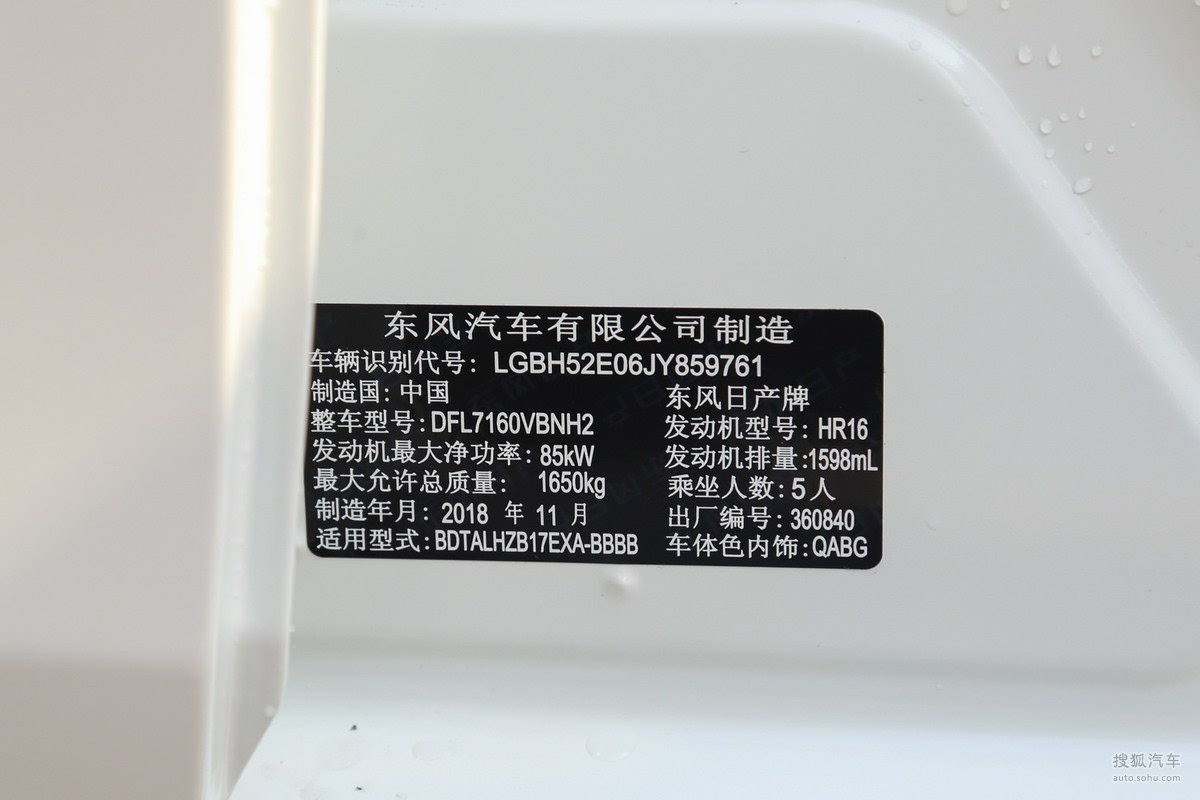 东风汽车有限公司制造
车辆识别代号: LGBH52E06JY859761
制造国: 中国 东风日产牌
整车型号: DFL7160VBNH2 发动机型号: HR16
发动机最大净功率: 85kW 发动机排量: 1598mL
最大允许总质量: 1650kg 乘坐人数: 5人
制造年月: 2018 年 11 月 出厂编号: 360840
适用型式: BDTALHZB17EXA-BBBB 车体色内饰: QABG
搜狐汽车
auto.sohu.com